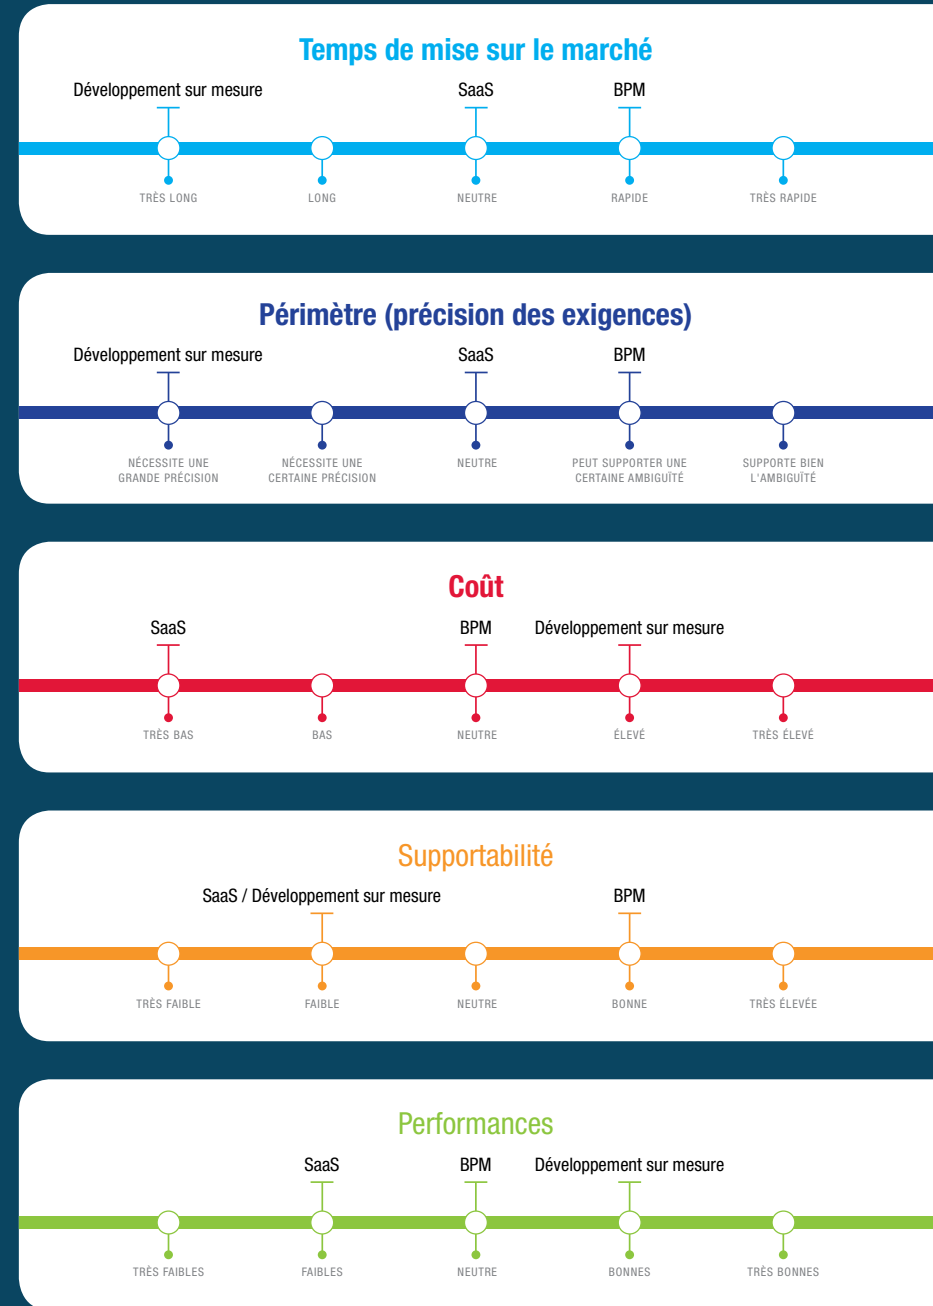 Temps de mise sur le marché
Développement sur mesure SaaS BPM
TRÈS LONG LONG NEUTRE RAPIDE TRÈS RAPIDE
Périmètre (précision des exigences)
Développement sur mesure SaaS BPM
NÉCESSITE UNE GRANDE PRÉCISION NÉCESSITE UNE CERTAINE PRÉCISION NEUTRE PEUT SUPPORTER UNE CERTAINE AMBIGUÏTÉ SUPPORTE BIEN L'AMBIGUÏTÉ
Coût
SaaS BPM Développement sur mesure
TRÈS BAS BAS NEUTRE ÉLEVÉ TRÈS ÉLEVÉ
Supportabilité
SaaS / Développement sur mesure BPM
TRÈS FAIBLE FAIBLE NEUTRE BONNE TRÈS ÉLEVÉE
Performances
SaaS BPM Développement sur mesure
TRÈS FAIBLES FAIBLES NEUTRE BONNES TRÈS BONNES